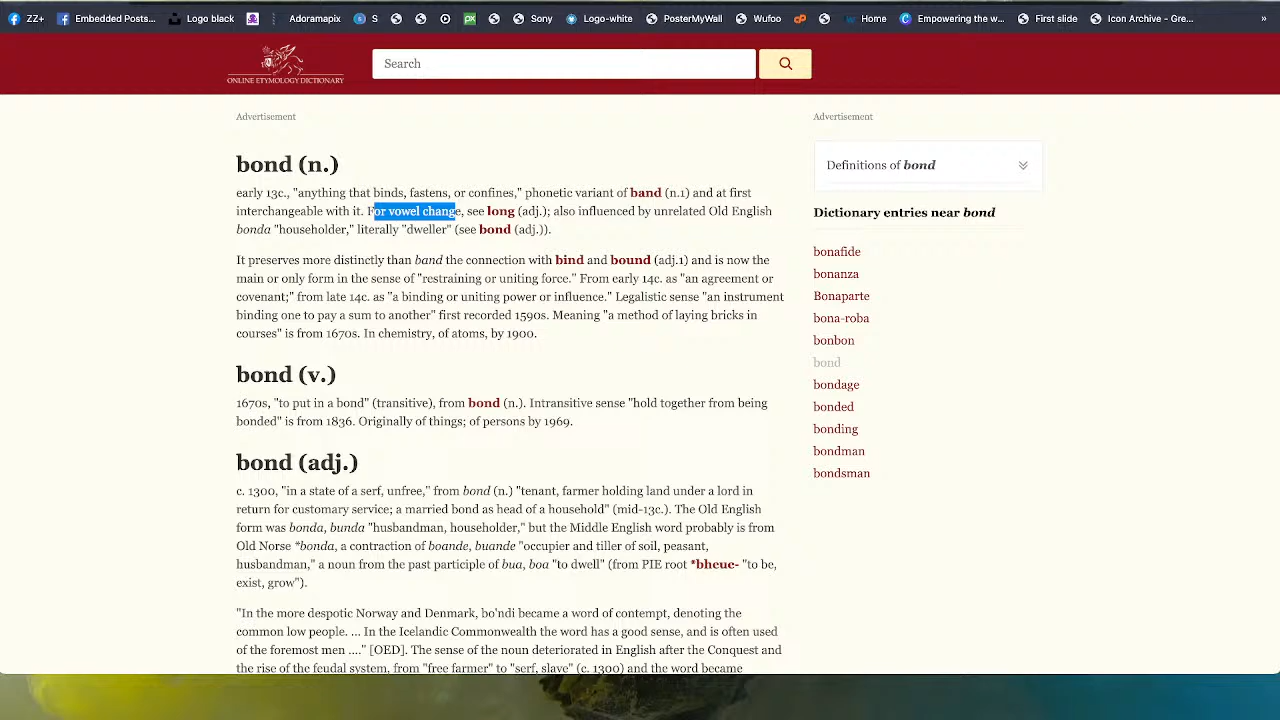 Embedded Posts...
Logo black
Adoramapix
Sony
Logo-white
PosterMyWall
Wufoo
Home
Empowering the...
First slide
Icon Archive - Gre...
»
ONLINE ETYMOLOGY DICTIONARY
Search
Advertisement
bond (n.)
early 13c., "anything that binds, fastens, or confines," phonetic variant of band (n.1) and at first
interchangeable with it. For vowel change, see long (adj.); also influenced by unrelated Old English
bonda "householder," literally "dweller" (see bond (adj.)).
It preserves more distinctly than band the connection with bind and bound (adj.1) and is now the
main or only form in the sense of "restraining or uniting force." From early 14c. as "an agreement or
covenant;" from late 14c. as "a binding or uniting power or influence." Legalistic sense "an instrument
binding one to pay a sum to another" first recorded 1590s. Meaning "a method of laying bricks in
courses" is from 1670s. In chemistry, of atoms, by 1900.
bond (v.)
1670s, "to put in a bond" (transitive), from bond (n.). Intransitive sense "hold together from being
bonded" is from 1836. Originally of things; of persons by 1969.
bond (adj.)
c. 1300, "in a state of a serf, unfree," from bond (n.) "tenant, farmer holding land under a lord in
return for customary service; a married bond as head of a household" (mid-13c.). The Old English
form was bonda, bunda "husbandman, householder," but the Middle English word probably is from
Old Norse *bonda, a contraction of boande, buande "occupier and tiller of soil, peasant,
husbandman," a noun from the past participle of bua, boa "to dwell" (from PIE root *bheue- "to be,
exist, grow").
"In the more despotic Norway and Denmark, bo'ndi became a word of contempt, denoting the
common low people. ... In the Icelandic Commonwealth the word has a good sense, and is often used
of the foremost men ...." [OED]. The sense of the noun deteriorated in English after the Conquest and
the rise of the feudal system, from "free farmer" to "serf, slave" (c. 1300) and the word became
Advertisement
Definitions of bond
Dictionary entries near bond
bonafide
bonanza
Bonaparte
bona-roba
bonbon
bond
bondage
bonded
bonding
bondman
bondsman